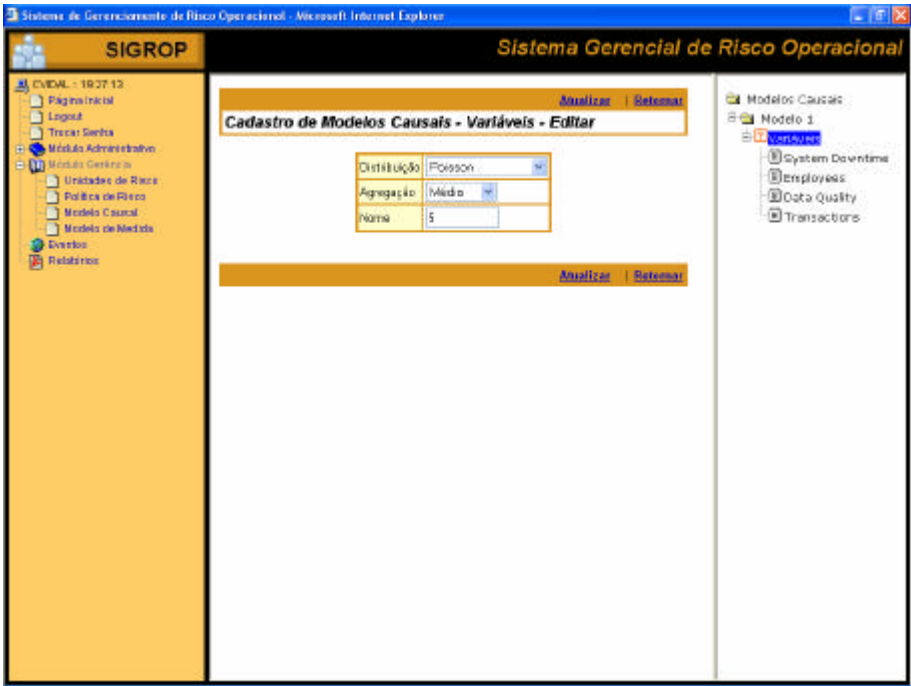 Sistema de Gerenciamento de Risco Operacional - Microsoft Internet Explorer
SIGROP
Sistema Gerencial de Risco Operacional
CVIDAL - 19:27:13
Página Inicial
Logout
Trocar Senha
Módulo Administrativo
Módulo Gerência
Unidades de Risco
Política de Risco
Modelo Causal
Modelo de Medida
Eventos
Relatórios
Atualizar | Retornar
Cadastro de Modelos Causais - Variáveis - Editar
Distribuição Poisson
Agregação Média
Nome 5
Atualizar | Retornar
Modelos Causais
Modelo 1
Variáveis
System Downtime
Employees
Data Quality
Transactions